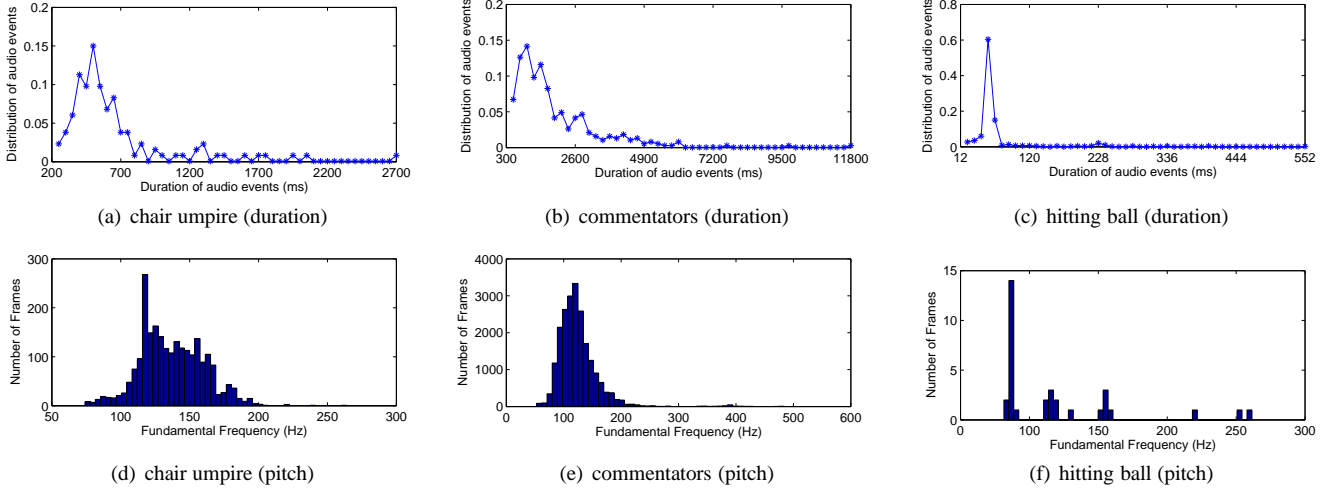 Distribution of audio events
0.2
0.15
0.1
0.05
0
200 700 1200 1700 2200 2700
Duration of audio events (ms)
(a) chair umpire (duration)
Distribution of audio events
0.2
0.15
0.1
0.05
0
300 2600 4900 7200 9500 11800
Duration of audio events (ms)
(b) commentators (duration)
Distribution of audio events
0.8
0.6
0.4
0.2
0
12 120 228 336 444 552
Duration of audio events (ms)
(c) hitting ball (duration)
Number of Frames
300
200
100
0
50 100 150 200 250 300
Fundamental Frequency (Hz)
(d) chair umpire (pitch)
Number of Frames
4000
3000
2000
1000
0
0 100 200 300 400 500 600
Fundamental Frequency (Hz)
(e) commentators (pitch)
Number of Frames
15
10
5
0
0 50 100 150 200 250 300
Fundamental Frequency (Hz)
(f) hitting ball (pitch)